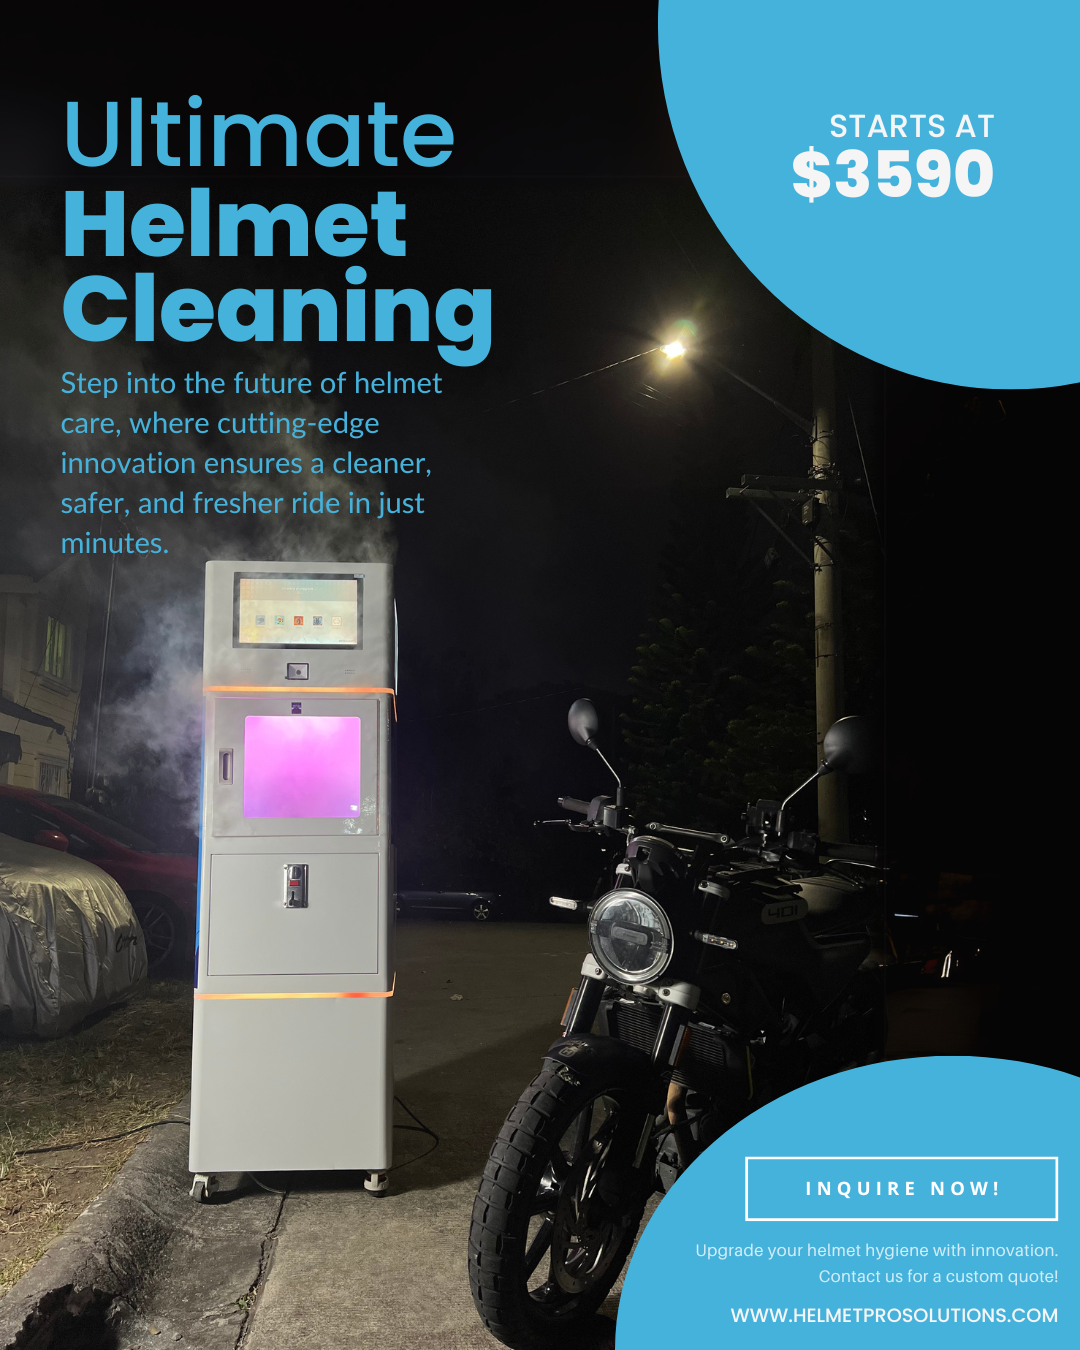 Ultimate
Helmet
Cleaning
Step into the future of helmet
care, where cutting-edge
innovation ensures a cleaner,
safer, and fresher ride in just
minutes.
STARTS AT
$3590
401
INQUIRE NOW!
Upgrade your helmet hygiene with innovation.
Contact us for a custom quote!
WWW.HELMETPROSOLUTIONS.COM